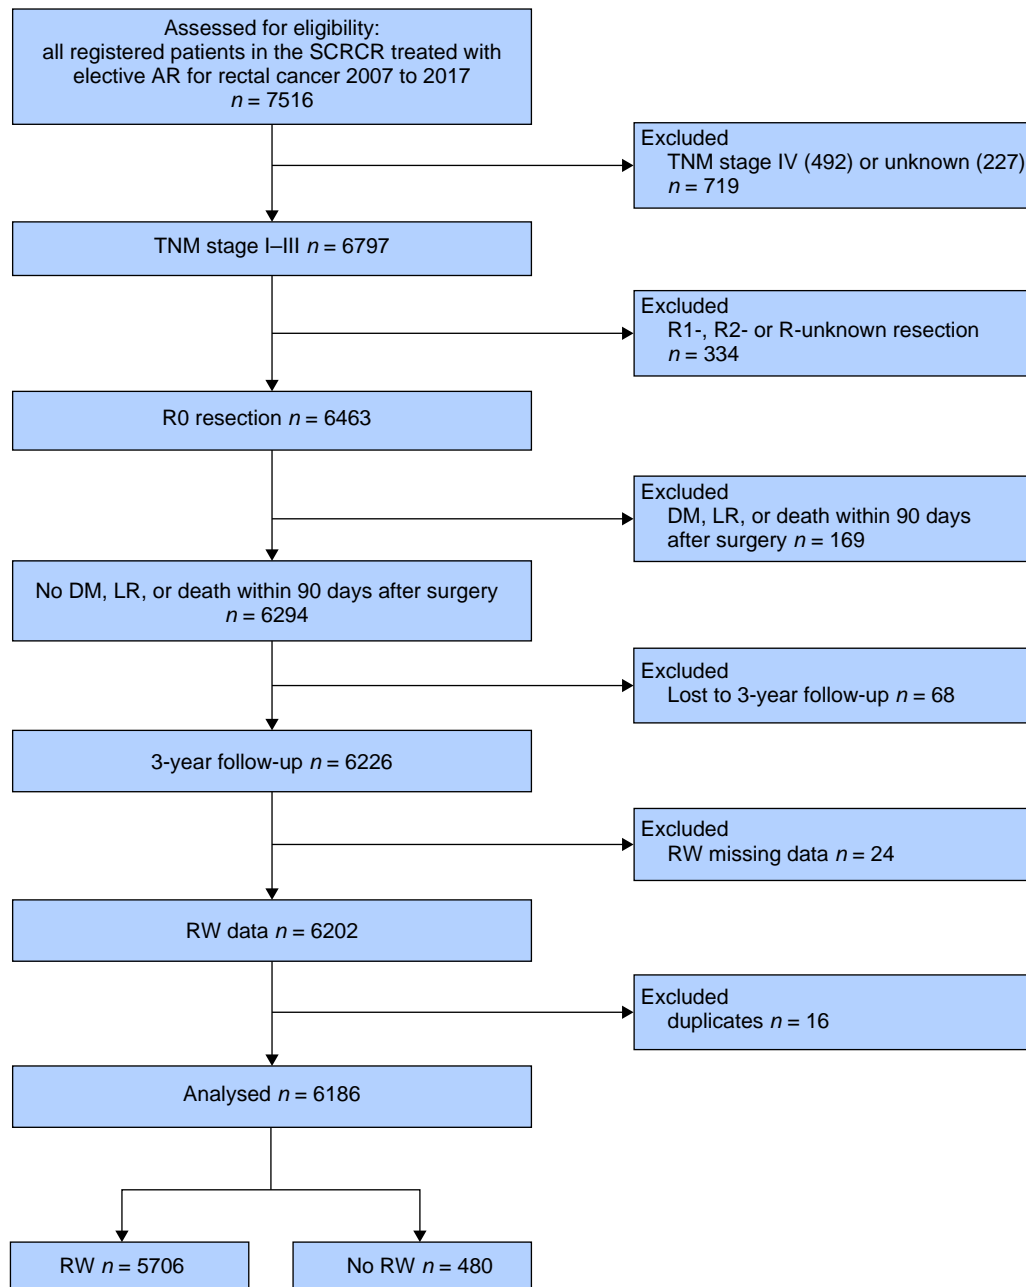 Assessed for eligibility:
all registered patients in the SCRCR treated with
elective AR for rectal cancer 2007 to 2017
n = 7516
Excluded
TNM stage IV (492) or unknown (227)
n = 719
TNM stage I–III n = 6797
Excluded
R1-, R2- or R-unknown resection
n = 334
R0 resection n = 6463
Excluded
DM, LR, or death within 90 days
after surgery n = 169
No DM, LR, or death within 90 days after surgery
n = 6294
Excluded
Lost to 3-year follow-up n = 68
3-year follow-up n = 6226
Excluded
RW missing data n = 24
RW data n = 6202
Excluded
duplicates n = 16
Analysed n = 6186
RW n = 5706
No RW n = 480